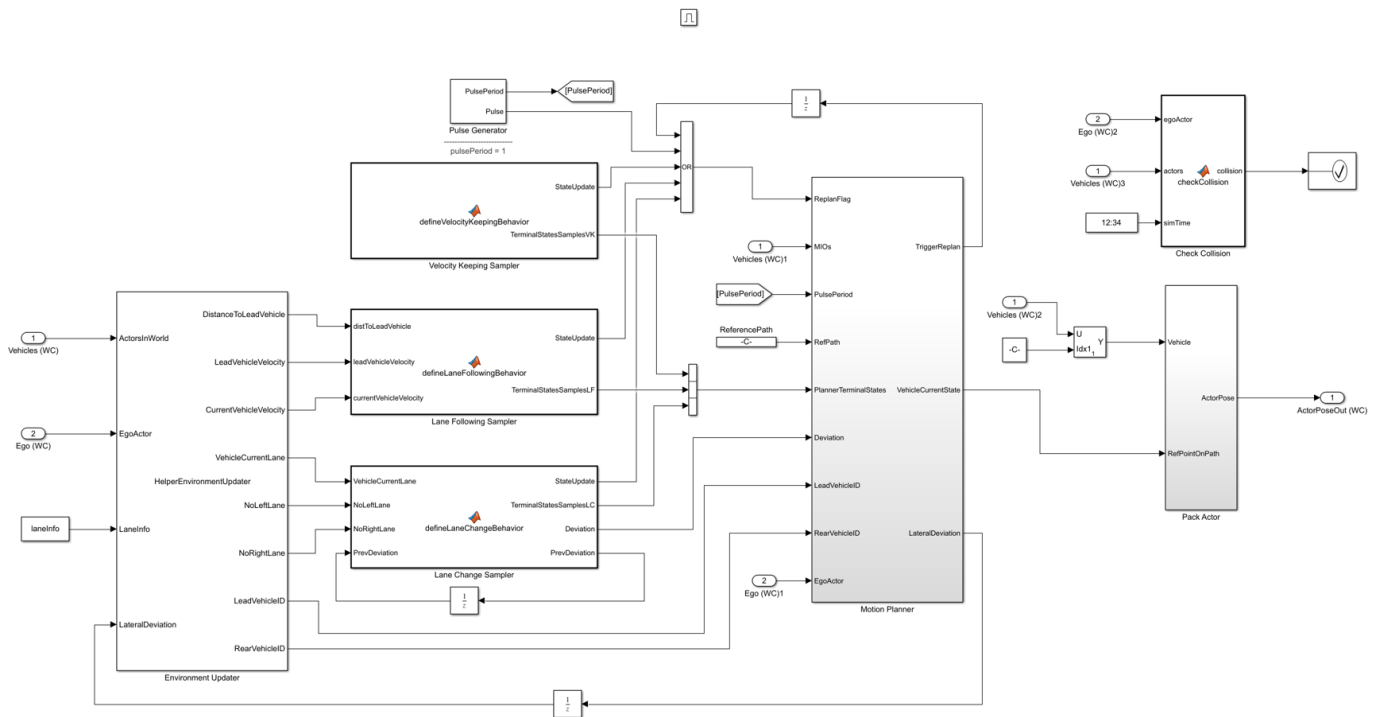 PulsePeriod
[PulsePeriod]
Pulse
Pulse Generator
pulsePeriod = 1
1
z
OR
StateUpdate
defineVelocityKeepingBehavior
TerminalStatesSamplesVK
Velocity Keeping Sampler
DistanceToLeadVehicle
1
ActorsInWorld
Vehicles (WC)
LeadVehicleVelocity
CurrentVehicleVelocity
2
EgoActor
Ego (WC)
VehicleCurrentLane
HelperEnvironmentUpdater
NoLeftLane
laneInfo
LaneInfo
NoRightLane
LeadVehicleID
LateralDeviation
RearVehicleID
Environment Updater
distToLeadVehicle
StateUpdate
leadVehicleVelocity
defineLaneFollowingBehavior
TerminalStatesSamplesLF
currentVehicleVelocity
Lane Following Sampler
VehicleCurrentLane
StateUpdate
NoLeftLane
TerminalStatesSamplesLC
defineLaneChangeBehavior
NoRightLane
Deviation
PrevDeviation
PrevDeviation
Lane Change Sampler
1
z
1
z
ReplanFlag
1
MIOs
TriggerReplan
Vehicles (WC)1
[PulsePeriod]
PulsePeriod
ReferencePath
-C-
RefPath
PlannerTerminalStates
VehicleCurrentState
Deviation
LeadVehicleID
RearVehicleID
LateralDeviation
2
EgoActor
Ego (WC)1
Motion Planner
2
egoActor
Ego (WC)2
1
actors
collision
checkCollision
Vehicles (WC)3
12:34
simTime
Check Collision
1
Vehicles (WC)2
U
Y
-C-
Idx1
1
Vehicle
ActorPose
1
ActorPoseOut (WC)
RefPointOnPath
Pack Actor